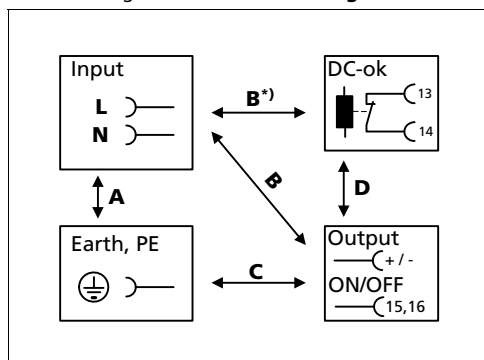 Input
L
N
B*)
DC-ok
13
14
A
B
D
Earth, PE
C
Output
+ / -
ON/OFF
15,16